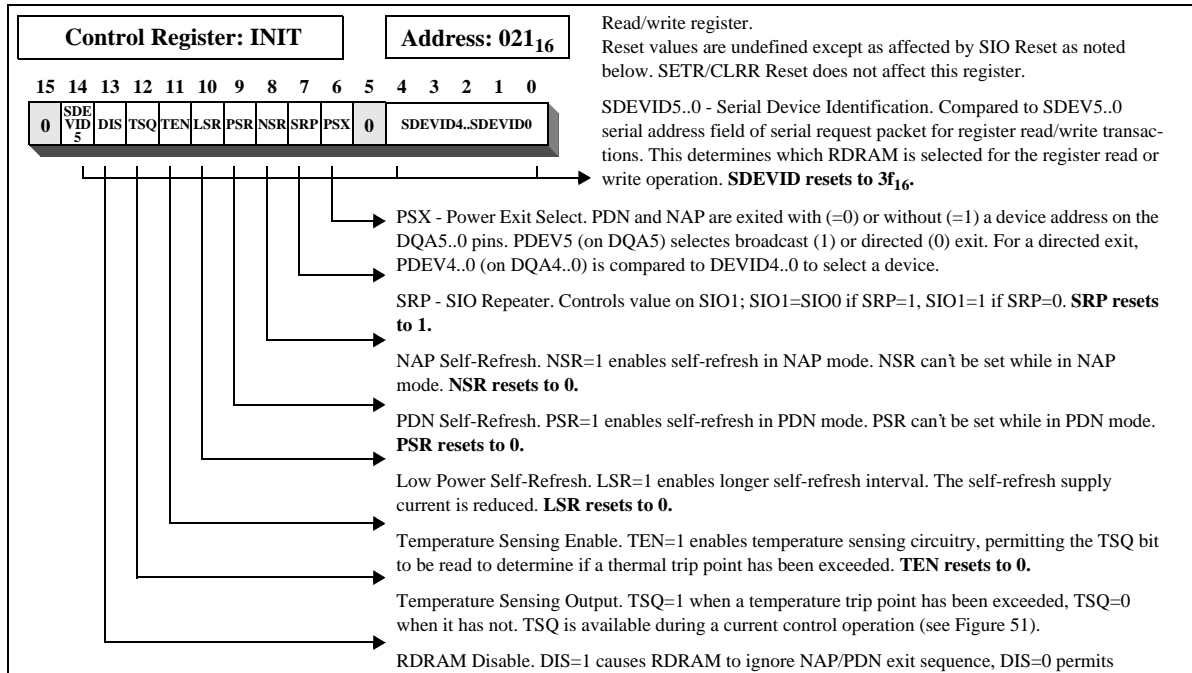 Control Register: INIT
Address: 021₁₆
15 14 13 12 11 10 9 8 7 6 5 4 3 2 1 0
0 SDEVID5 DIS TSQ TEN LSR PSR NSR SRP PSX 0 SDEVID4..SDEVID0
Read/write register.
Reset values are undefined except as affected by SIO Reset as noted
below. SETR/CLRR Reset does not affect this register.
SDEVID5..0 - Serial Device Identification. Compared to SDEV5..0
serial address field of serial request packet for register read/write transac-
tions. This determines which RDRAM is selected for the register read or
write operation. SDEVID resets to 3f₁₆.
PSX - Power Exit Select. PDN and NAP are exited with (=0) or without (=1) a device address on the
DQA5..0 pins. PDEV5 (on DQA5) selectes broadcast (1) or directed (0) exit. For a directed exit,
PDEV4..0 (on DQA4..0) is compared to DEVID4..0 to select a device.
SRP - SIO Repeater. Controls value on SIO1; SIO1=SIO0 if SRP=1, SIO1=1 if SRP=0. SRP resets
to 1.
NAP Self-Refresh. NSR=1 enables self-refresh in NAP mode. NSR can't be set while in NAP
mode. NSR resets to 0.
PDN Self-Refresh. PSR=1 enables self-refresh in PDN mode. PSR can't be set while in PDN mode.
PSR resets to 0.
Low Power Self-Refresh. LSR=1 enables longer self-refresh interval. The self-refresh supply
current is reduced. LSR resets to 0.
Temperature Sensing Enable. TEN=1 enables temperature sensing circuitry, permitting the TSQ bit
to be read to determine if a thermal trip point has been exceeded. TEN resets to 0.
Temperature Sensing Output. TSQ=1 when a temperature trip point has been exceeded, TSQ=0
when it has not. TSQ is available during a current control operation (see Figure 51).
RDRAM Disable. DIS=1 causes RDRAM to ignore NAP/PDN exit sequence, DIS=0 permits